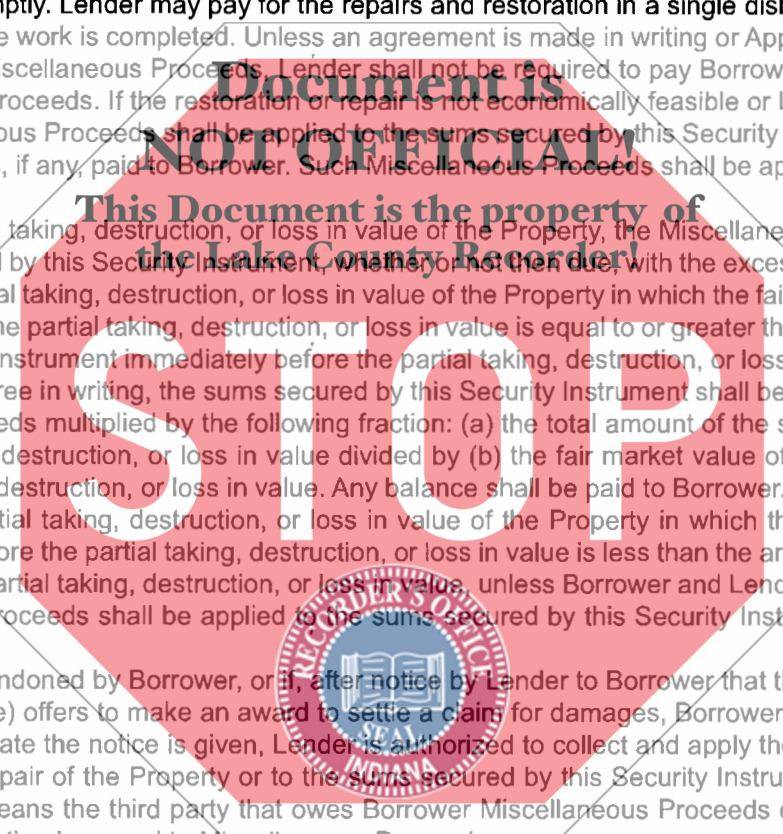 mptly. Lender may pay for the repairs and restoration in a single dis
e work is completed. Unless an agreement is made in writing or App
iscellaneous Proceeds, Lender shall not be required to pay Borrow
roceeds. If the restoration or repair is not economically feasible or l
ous Proceeds shall be applied to the sums secured by this Security
, if any, paid to Borrower. Such Miscellaneous Proceeds shall be ap
Document is
NOT OFFICIAL!
This Document is the property of
the Lake County Recorder!
taking, destruction, or loss in value of the Property, the Miscellane
l by this Security Instrument, whether or not then due, with the exces
al taking, destruction, or loss in value of the Property in which the fai
he partial taking, destruction, or loss in value is equal to or greater th
nstrument immediately before the partial taking, destruction, or loss
ree in writing, the sums secured by this Security Instrument shall be
eds multiplied by the following fraction: (a) the total amount of the s
destruction, or loss in value divided by (b) the fair market value of
destruction, or loss in value. Any balance shall be paid to Borrower.
STOP
tial taking, destruction, or loss in value of the Property in which th
ore the partial taking, destruction, or loss in value is less than the am
artial taking, destruction, or loss in value, unless Borrower and Lend
roceeds shall be applied to the sums secured by this Security Inst
ndoned by Borrower, or if, after notice by Lender to Borrower that t
e) offers to make an award to settle a claim for damages, Borrower
ate the notice is given, Lender is authorized to collect and apply the
pair of the Property or to the sums secured by this Security Instru
eans the third party that owes Borrower Miscellaneous Proceeds
RECORDER'S OFFICE
SEAL
INDIANA